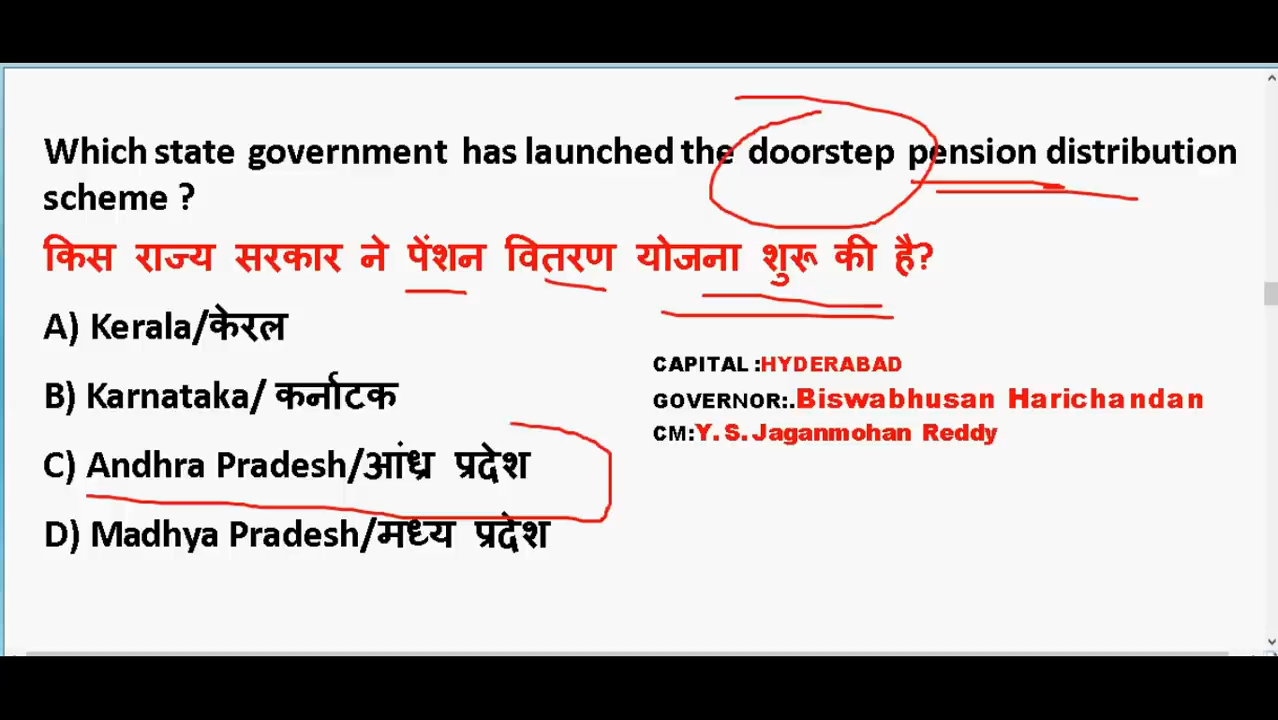 Which state government has launched the doorstep pension distribution
scheme ?
किस राज्य सरकार ने पेंशन वितरण योजना शुरू की है?
A) Kerala/केरल
B) Karnataka/ कर्नाटक
C) Andhra Pradesh/आंध्र प्रदेश
D) Madhya Pradesh/मध्य प्रदेश
CAPITAL :HYDERABAD
GOVERNOR:.Biswabhusan Harichandan
CM:Y. S. Jaganmohan Reddy